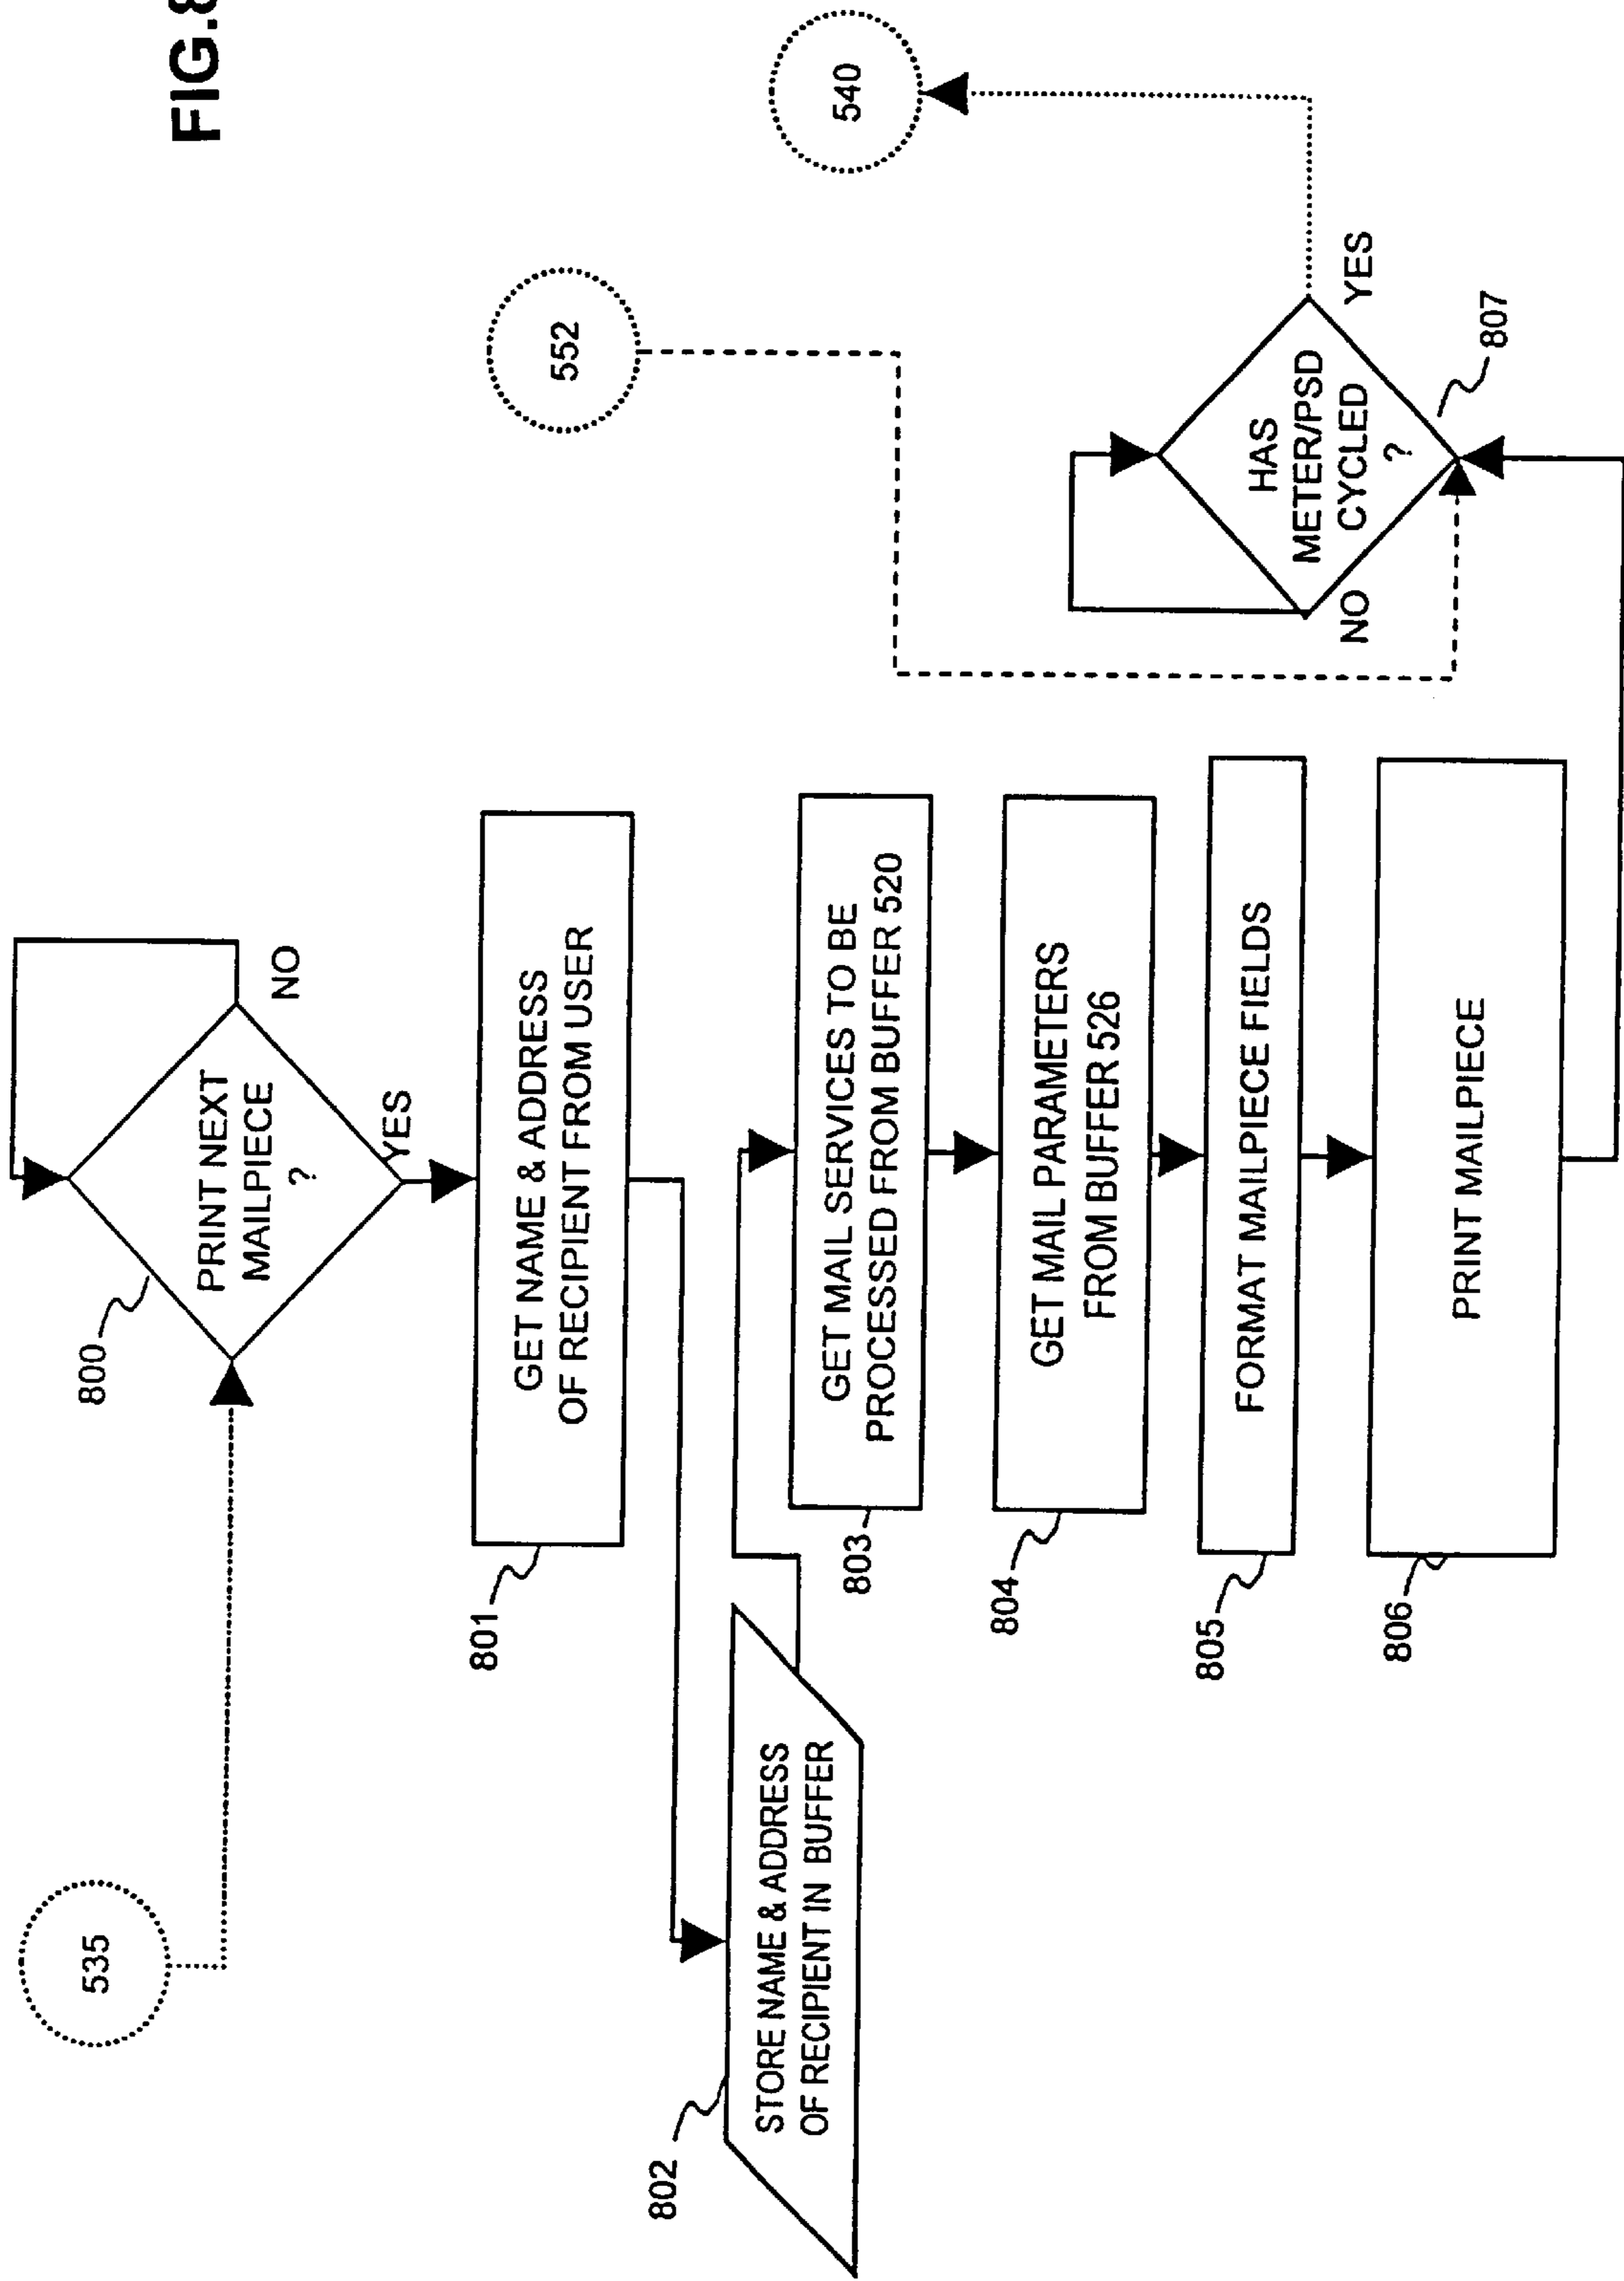 FIG.8
535
800
PRINT NEXT
MAILPIECE
?
NO
YES
801
GET NAME & ADDRESS
OF RECIPIENT FROM USER
802
STORE NAME & ADDRESS
OF RECIPIENT IN BUFFER
803
GET MAIL SERVICES TO BE
PROCESSED FROM BUFFER 520
804
GET MAIL PARAMETERS
FROM BUFFER 526
805
FORMAT MAILPIECE FIELDS
806
PRINT MAILPIECE
552
540
HAS
METER/PSD
CYCLED
?
NO
YES
807